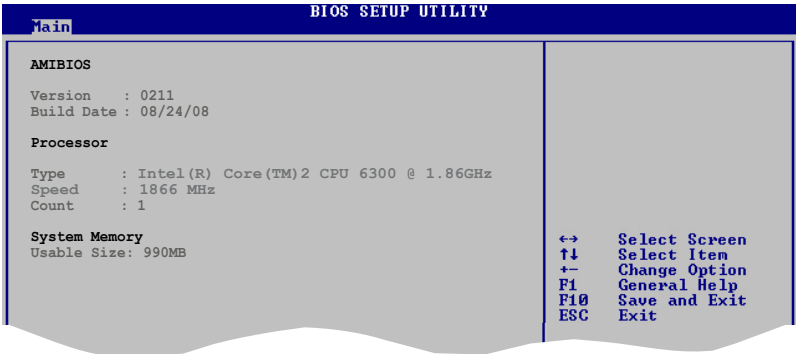 BIOS SETUP UTILITY
Main
AMIBIOS
Version : 0211
Build Date : 08/24/08
Processor
Type : Intel(R) Core(TM)2 CPU 6300 @ 1.86GHz
Speed : 1866 MHz
Count : 1
System Memory
Usable Size: 990MB
←→ Select Screen
↑↓ Select Item
+- Change Option
F1 General Help
F10 Save and Exit
ESC Exit